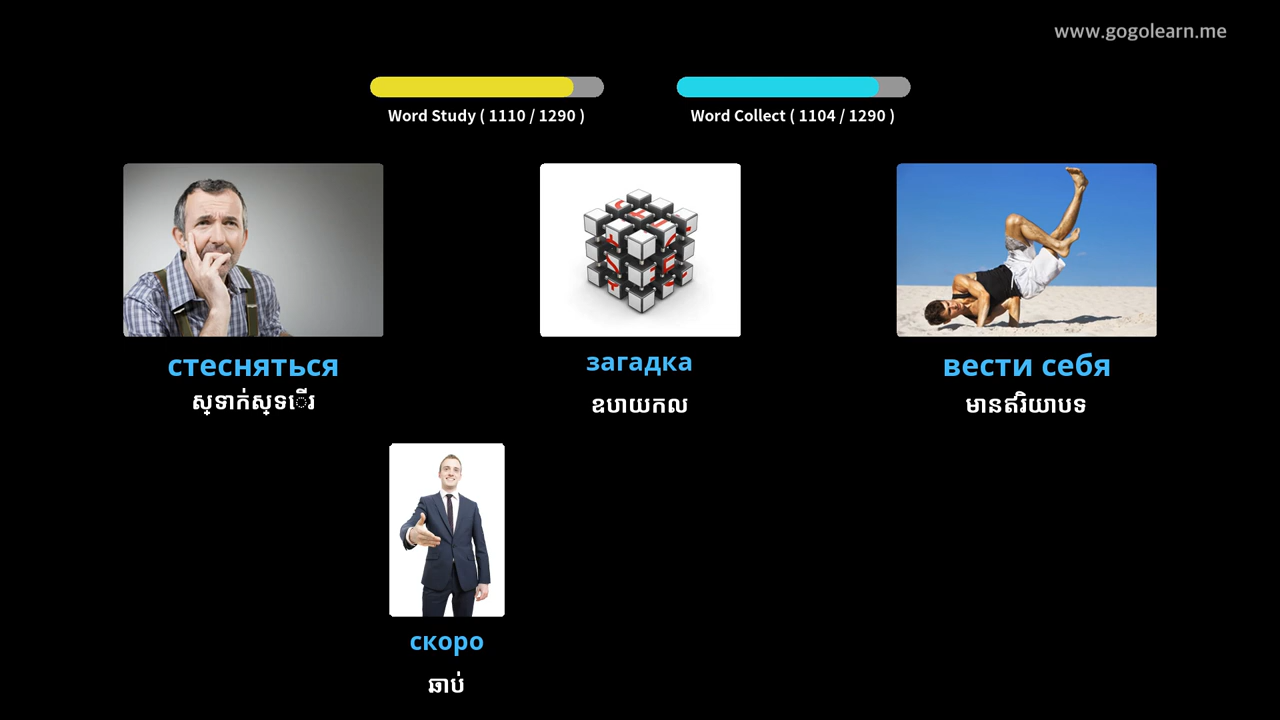 www.gogolearn.me
Word Study ( 1110 / 1290 )
Word Collect ( 1104 / 1290 )
стесняться
ស្ទាក់ស្ទើរ
загадка
ឧបាយកល
вести себя
មានឥរិយាបទ
скоро
ឆាប់